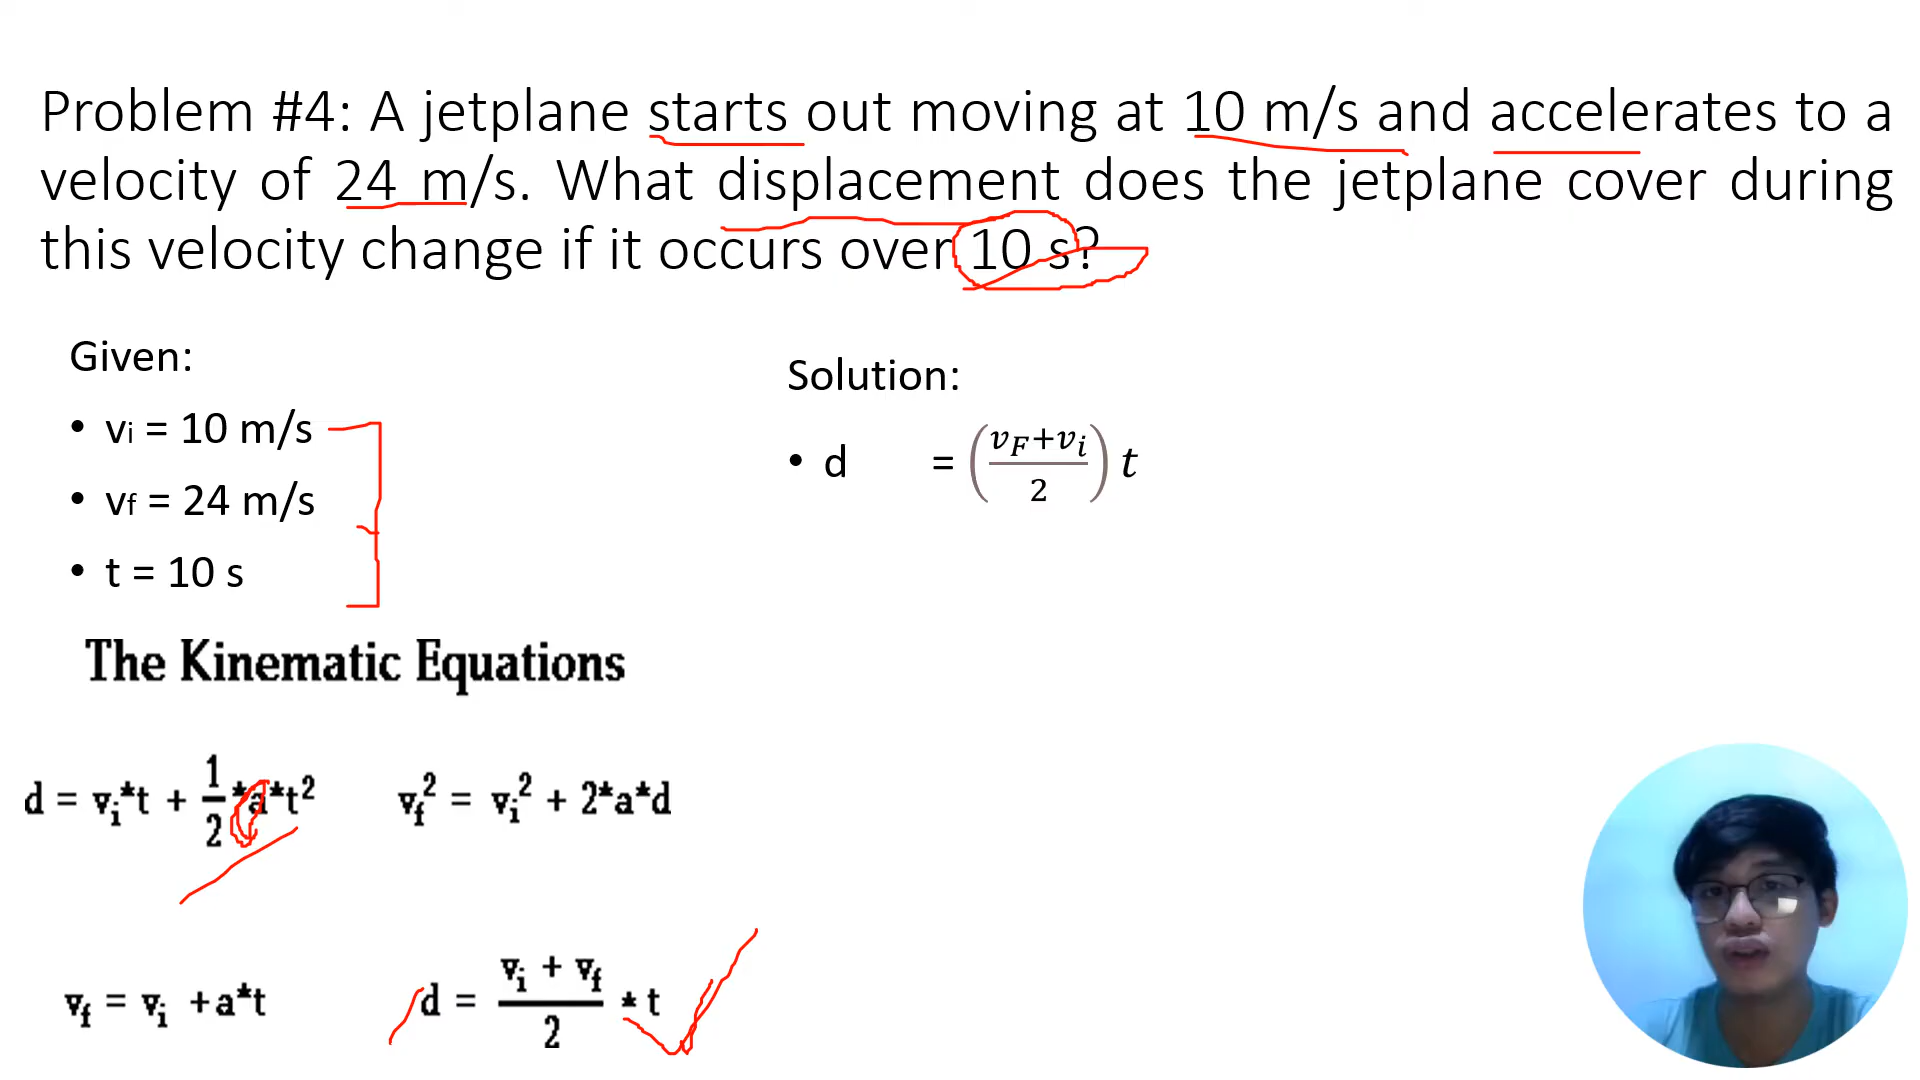 Problem #4: A jetplane starts out moving at 10 m/s and accelerates to a
velocity of 24 m/s. What displacement does the jetplane cover during
this velocity change if it occurs over 10 s?
Given:
• vi = 10 m/s
• vf = 24 m/s
• t = 10 s
Solution:
• d = (vF+vi / 2) t
The Kinematic Equations
d = vi*t + 1/2*a*t²
vf² = vi² + 2*a*d
vf = vi +a*t
d = vi + vf / 2 * t